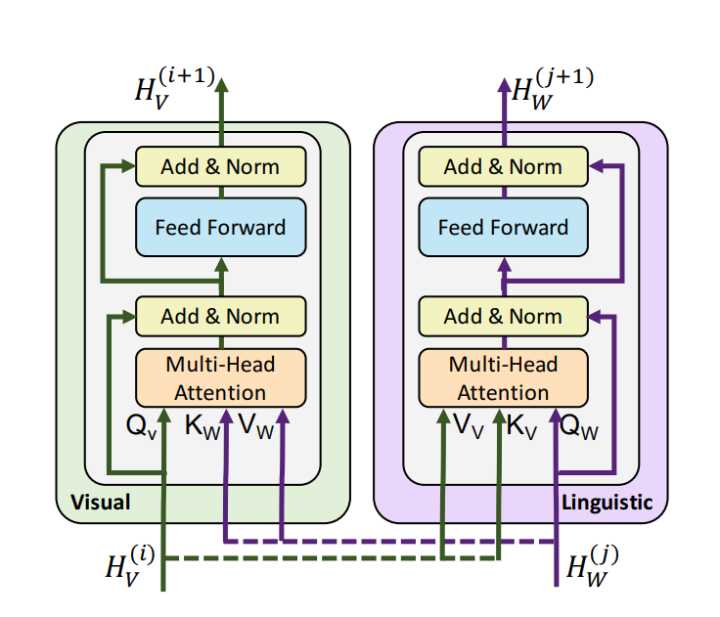 H_V^{(i+1)}
H_W^{(j+1)}
Add & Norm
Feed Forward
Add & Norm
Multi-Head
Attention
Q_v K_W V_W
Visual
H_V^{(i)}
Add & Norm
Feed Forward
Add & Norm
Multi-Head
Attention
V_V K_V Q_W
Linguistic
H_W^{(j)}